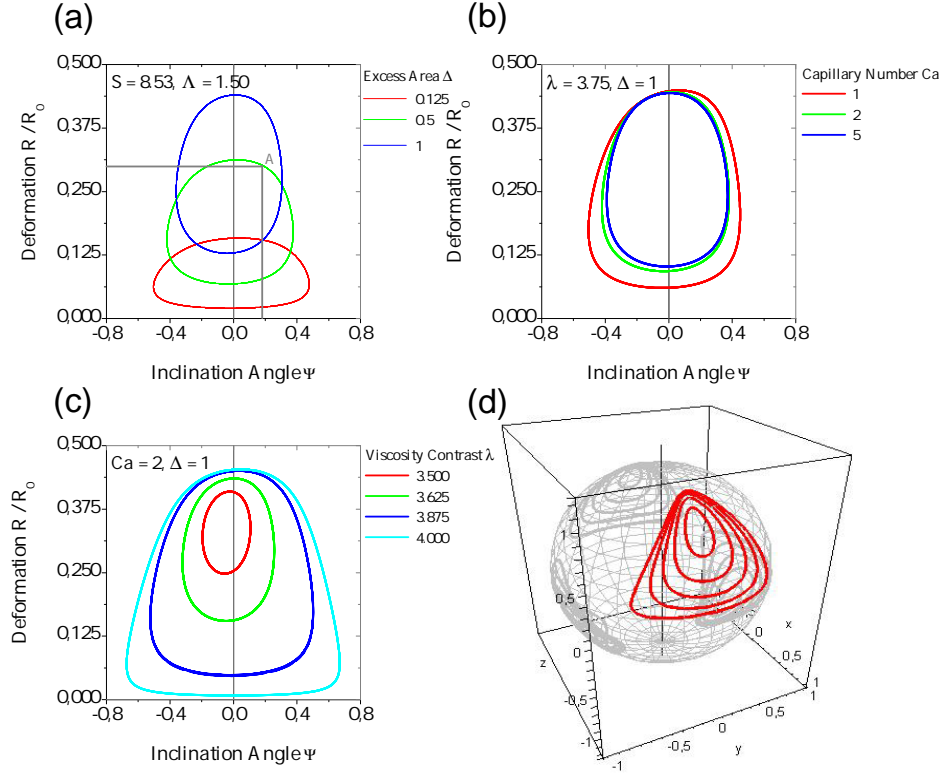 (a)
S = 8.53, Λ = 1.50
Excess Area Δ
0.125
0.5
1
A
0,500
0,375
0,250
0,125
0,000
-0,8 -0,4 0,0 0,4 0,8
Deformation R / R₀
Inclination Angle Ψ
(b)
λ = 3.75, Δ = 1
Capillary Number Ca
1
2
5
0,500
0,375
0,250
0,125
0,000
-0,8 -0,4 0,0 0,4 0,8
Deformation R / R₀
Inclination Angle Ψ
(c)
Ca = 2, Δ = 1
Viscosity Contrast λ
3.500
3.625
3.875
4.000
0,500
0,375
0,250
0,125
0,000
-0,8 -0,4 0,0 0,4 0,8
Deformation R / R₀
Inclination Angle Ψ
(d)
1
0,5
0
-0,5
-1
z
-1 -0,5 0 0,5 1
y
0 0,5 1
x